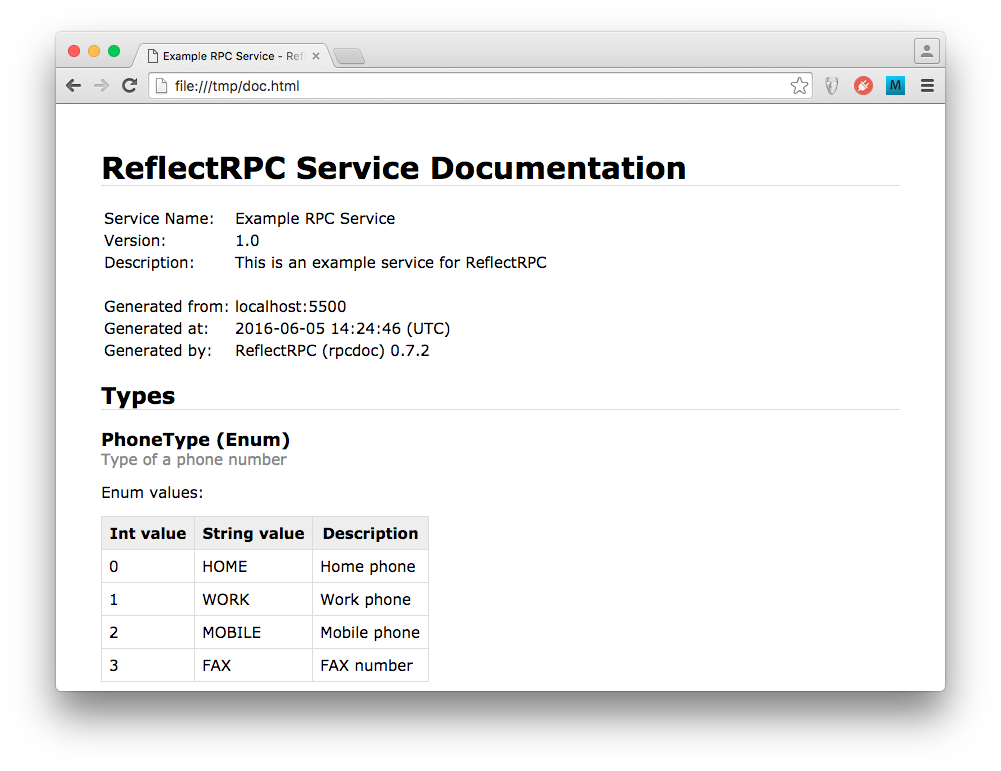 Example RPC Service - Ref
file:///tmp/doc.html
M
ReflectRPC Service Documentation
Service Name: Example RPC Service
Version: 1.0
Description: This is an example service for ReflectRPC
Generated from: localhost:5500
Generated at: 2016-06-05 14:24:46 (UTC)
Generated by: ReflectRPC (rpcdoc) 0.7.2
Types
PhoneType (Enum)
Type of a phone number
Enum values:
Int value String value Description
0 HOME Home phone
1 WORK Work phone
2 MOBILE Mobile phone
3 FAX FAX number